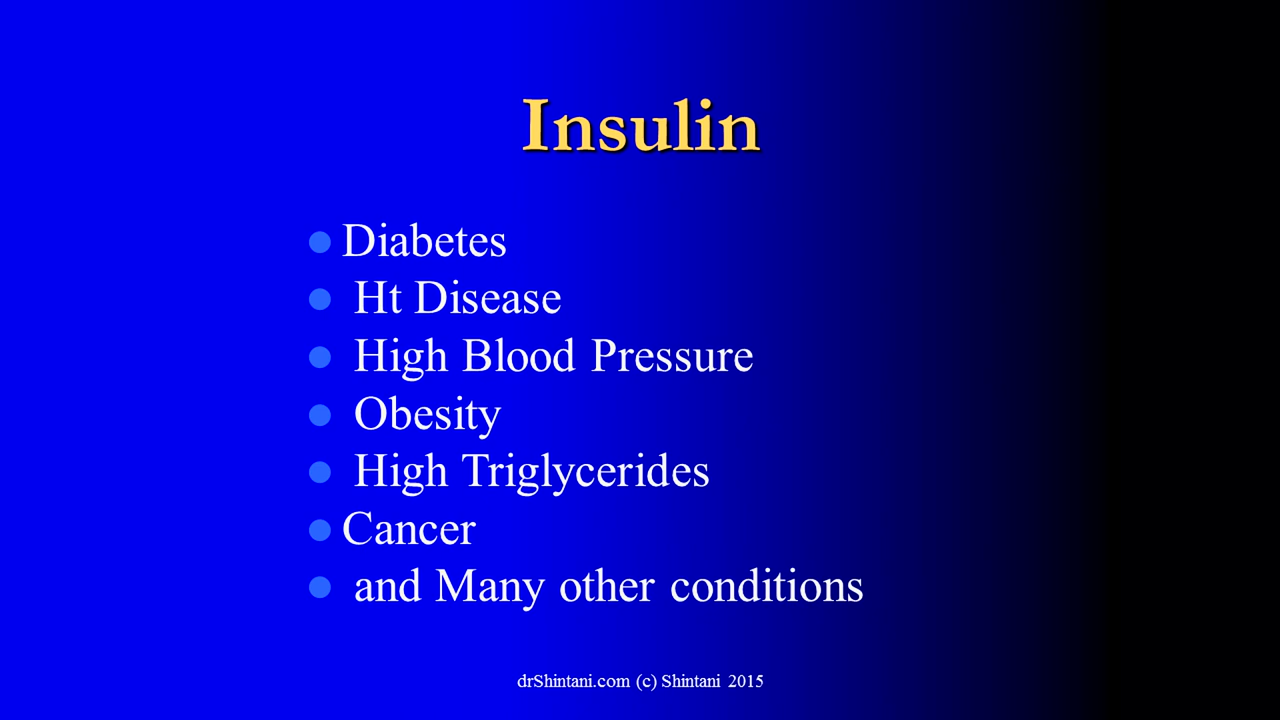 Insulin
Diabetes
Ht Disease
High Blood Pressure
Obesity
High Triglycerides
Cancer
and Many other conditions
drShintani.com (c) Shintani 2015